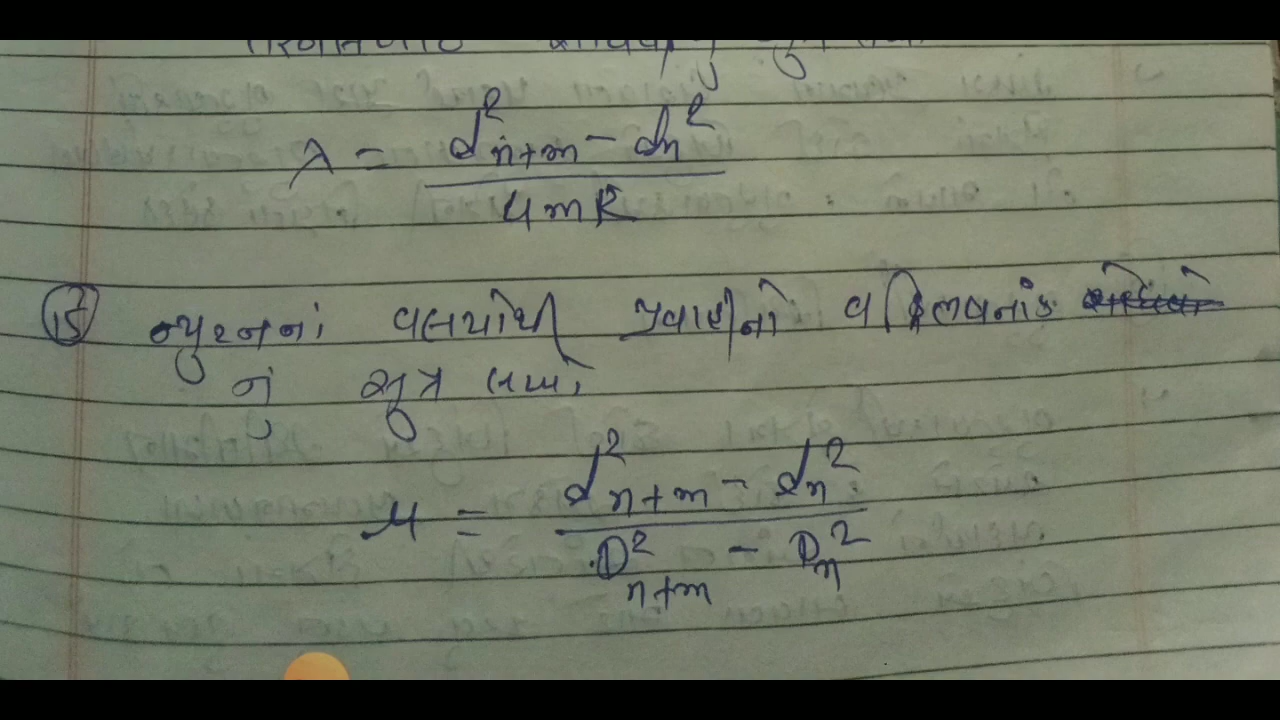 λ = d²n+m - dn² / 4mR
(15) ન્યુટનનાં વલયોથી પ્રવાહીનો વક્રિભવનાંક
નું સુત્ર લખો
μ = d²n+m - dn² / D²n+m - Dn²